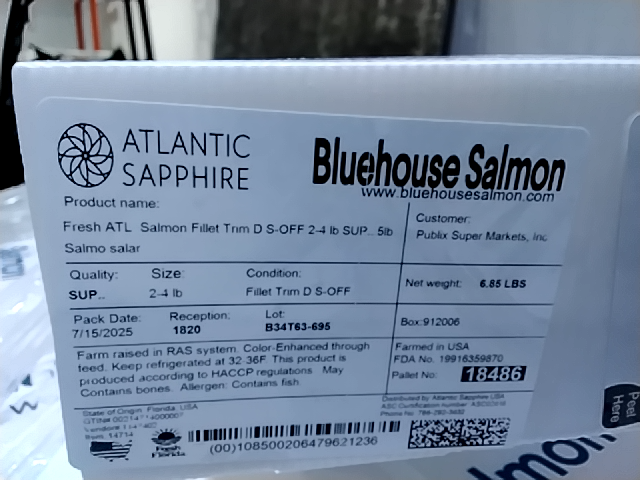 ATLANTIC
SAPPHIRE
Bluehouse Salmon
www.bluehousesalmon.com
Product name:
Fresh ATL Salmon Fillet Trim D S-OFF 2-4 lb SUP.. 5lb
Salmo salar
Customer:
Publix Super Markets, Inc
Quality:
SUP..
Size:
2-4 lb
Condition:
Fillet Trim D S-OFF
Net weight: 6.85 LBS
Pack Date:
7/15/2025
Reception:
1820
Lot:
B34T63-695
Box:912006
Farm raised in RAS system. Color-Enhanced through
feed. Keep refrigerated at 32-36F. This product is
produced according to HACCP regulations. May
Contains bones. Allergen: Contains fish.
Farmed in USA
FDA No. 19916359870
Pallet No: 18486
State of Origin: Florida, USA
Distributed by Atlantic Sapphire USA
Fresh
Florida
(00)108500206479621236
Peel
Here